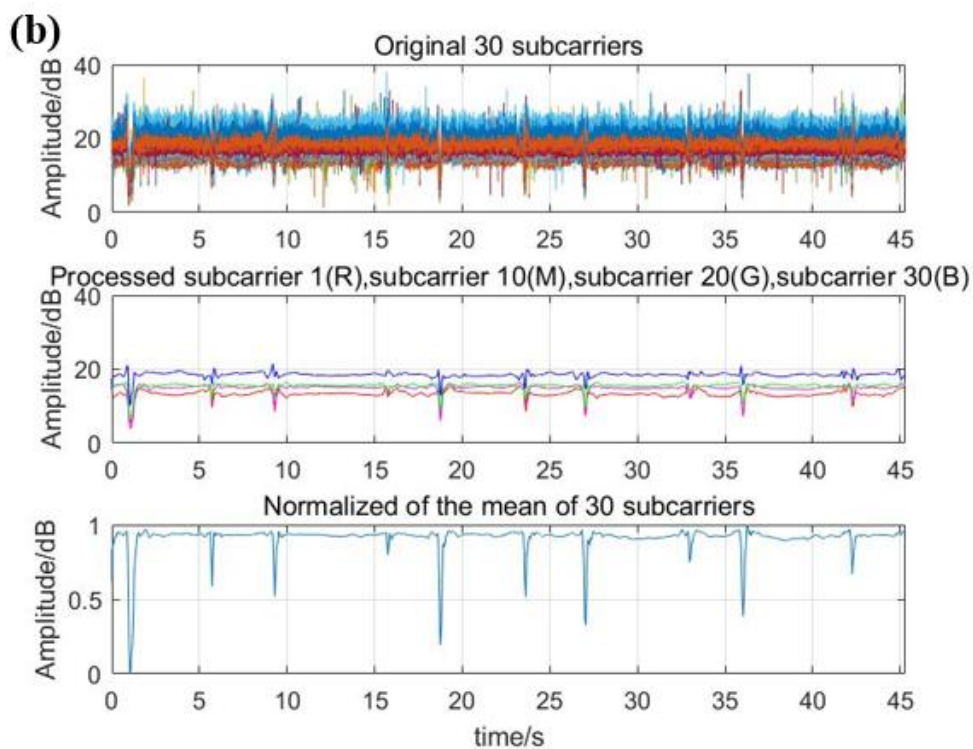 (b)
Original 30 subcarriers
Amplitude/dB
40
20
0
0 5 10 15 20 25 30 35 40 45
Processed subcarrier 1(R),subcarrier 10(M),subcarrier 20(G),subcarrier 30(B)
Amplitude/dB
40
20
0
0 5 10 15 20 25 30 35 40 45
Normalized of the mean of 30 subcarriers
Amplitude/dB
1
0.5
0
0 5 10 15 20 25 30 35 40 45
time/s